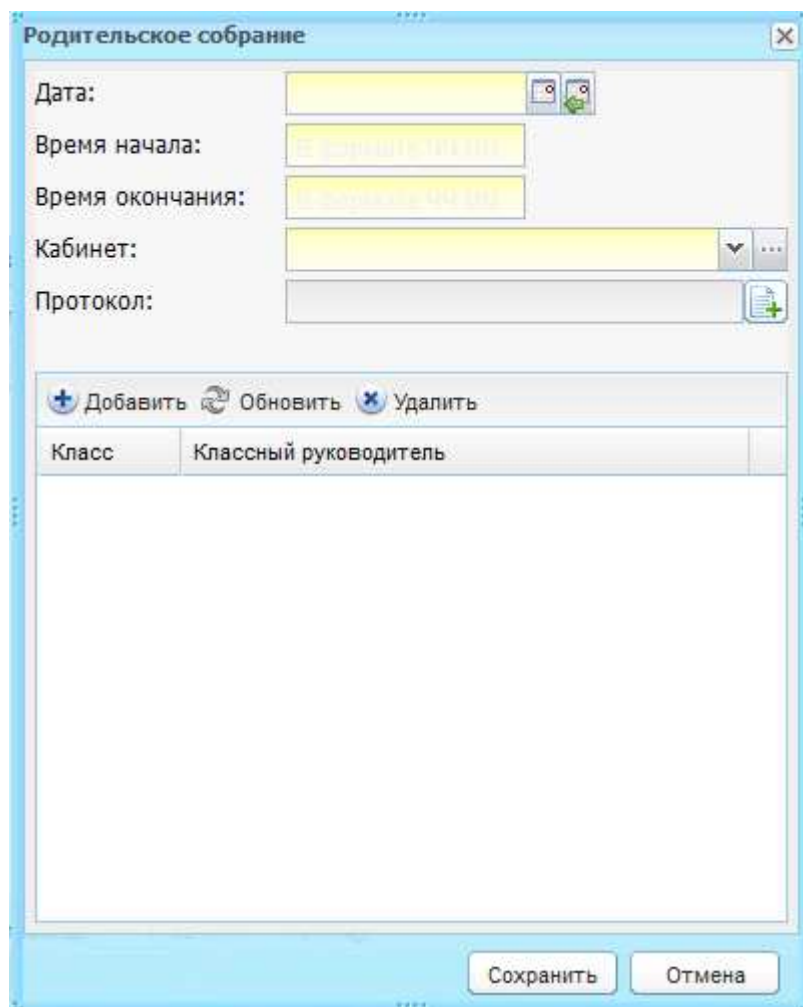 Родительское собрание
Дата:
Время начала:
Время окончания:
Кабинет:
Протокол:
Добавить Обновить Удалить
Класс Классный руководитель
Сохранить Отмена